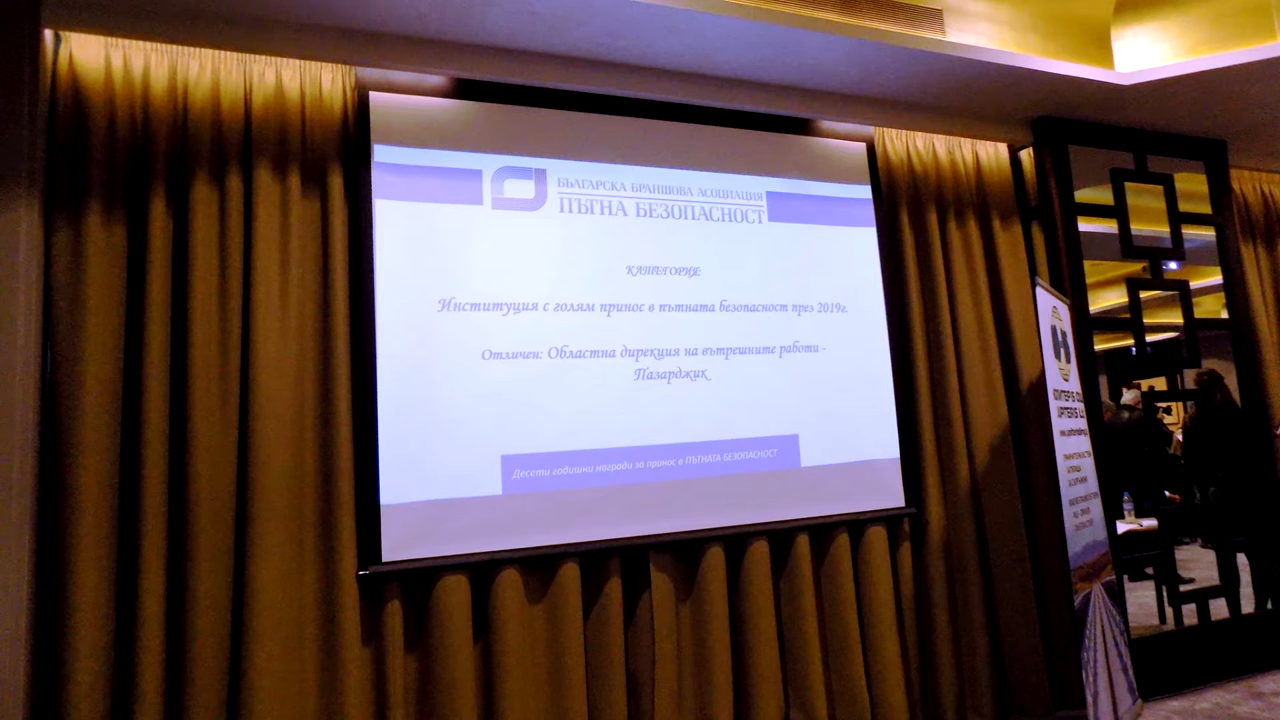 БЪЛГАРСКА БРАНШОВА АСОЦИАЦИЯ
ПЪТНА БЕЗОПАСНОСТ
КАТЕГОРИЯ:
Институция с голям принос в пътната безопасност през 2019г.
Отличен: Областна дирекция на вътрешните работи -
Пазарджик
Десети годишни награди за принос в ПЪТНАТА БЕЗОПАСНОСТ